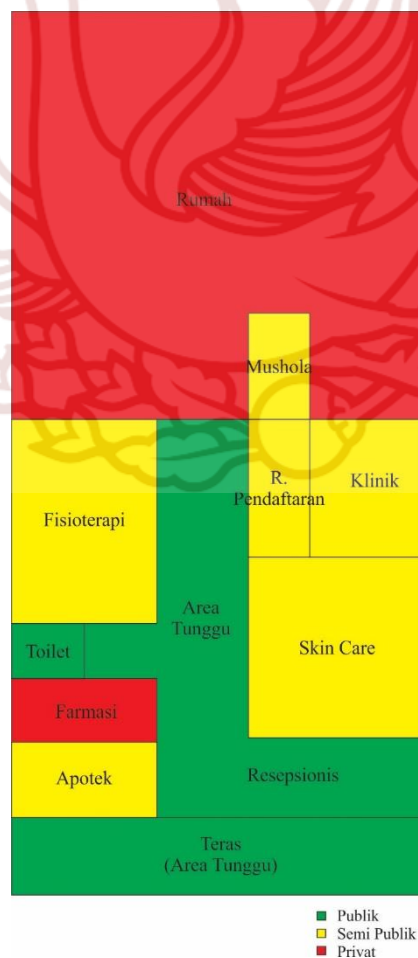 Rumah
Mushola
R.
Pendaftaran
Klinik
Fisioterapi
Area
Tunggu
Toilet
Skin Care
Farmasi
Apotek
Resepsionis
Teras
(Area Tunggu)
Publik
Semi Publik
Privat